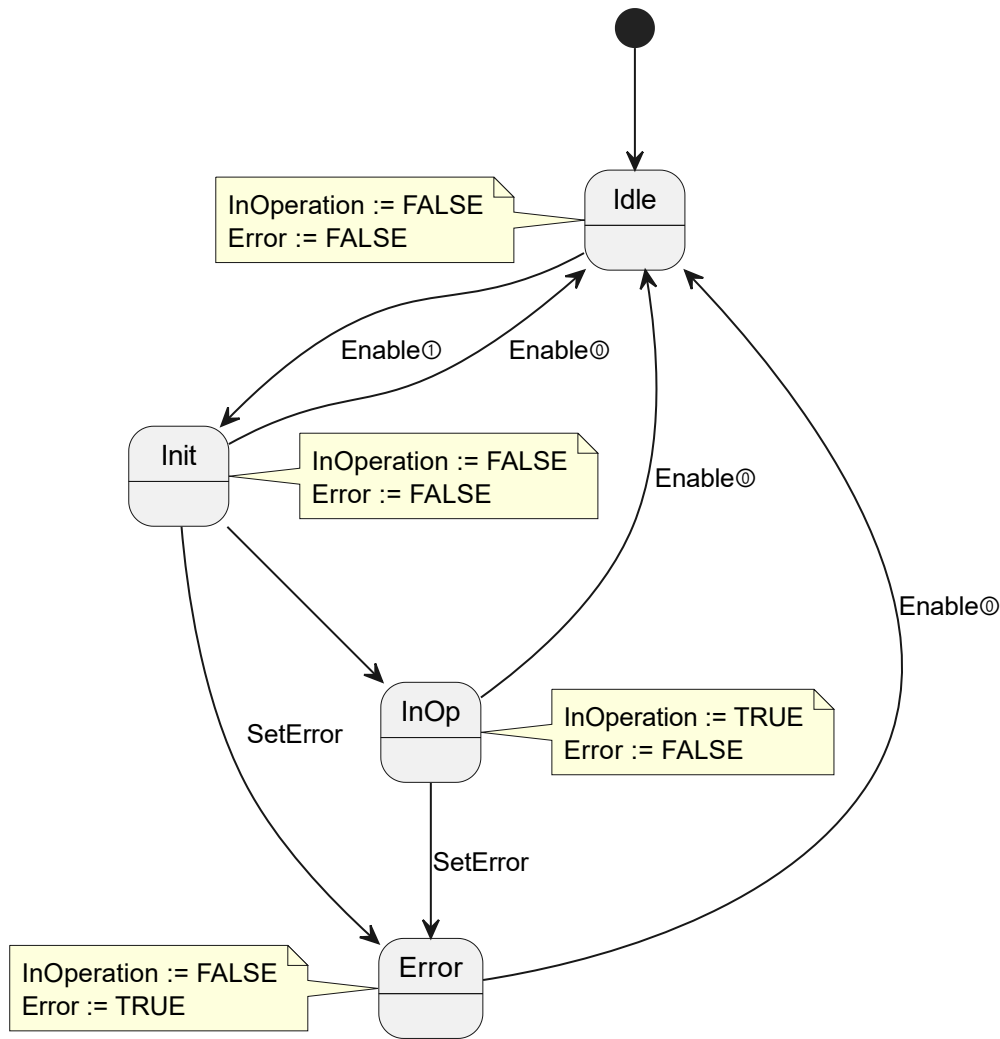 Idle
InOperation := FALSE
Error := FALSE
Enable⓵
Enable⓪
Init
InOperation := FALSE
Error := FALSE
Enable⓪
Enable⓪
InOp
InOperation := TRUE
Error := FALSE
SetError
SetError
Error
InOperation := FALSE
Error := TRUE